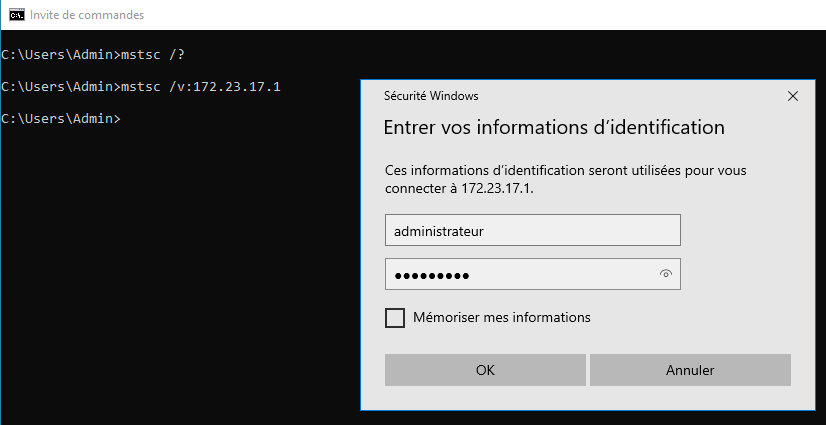 Invite de commandes
C:\Users\Admin>mstsc /?
C:\Users\Admin>mstsc /v:172.23.17.1
C:\Users\Admin>
Sécurité Windows
Entrer vos informations d’identification
Ces informations d’identification seront utilisées pour vous
connecter à 172.23.17.1.
administrateur
●●●●●●●●●
Mémoriser mes informations
OK
Annuler